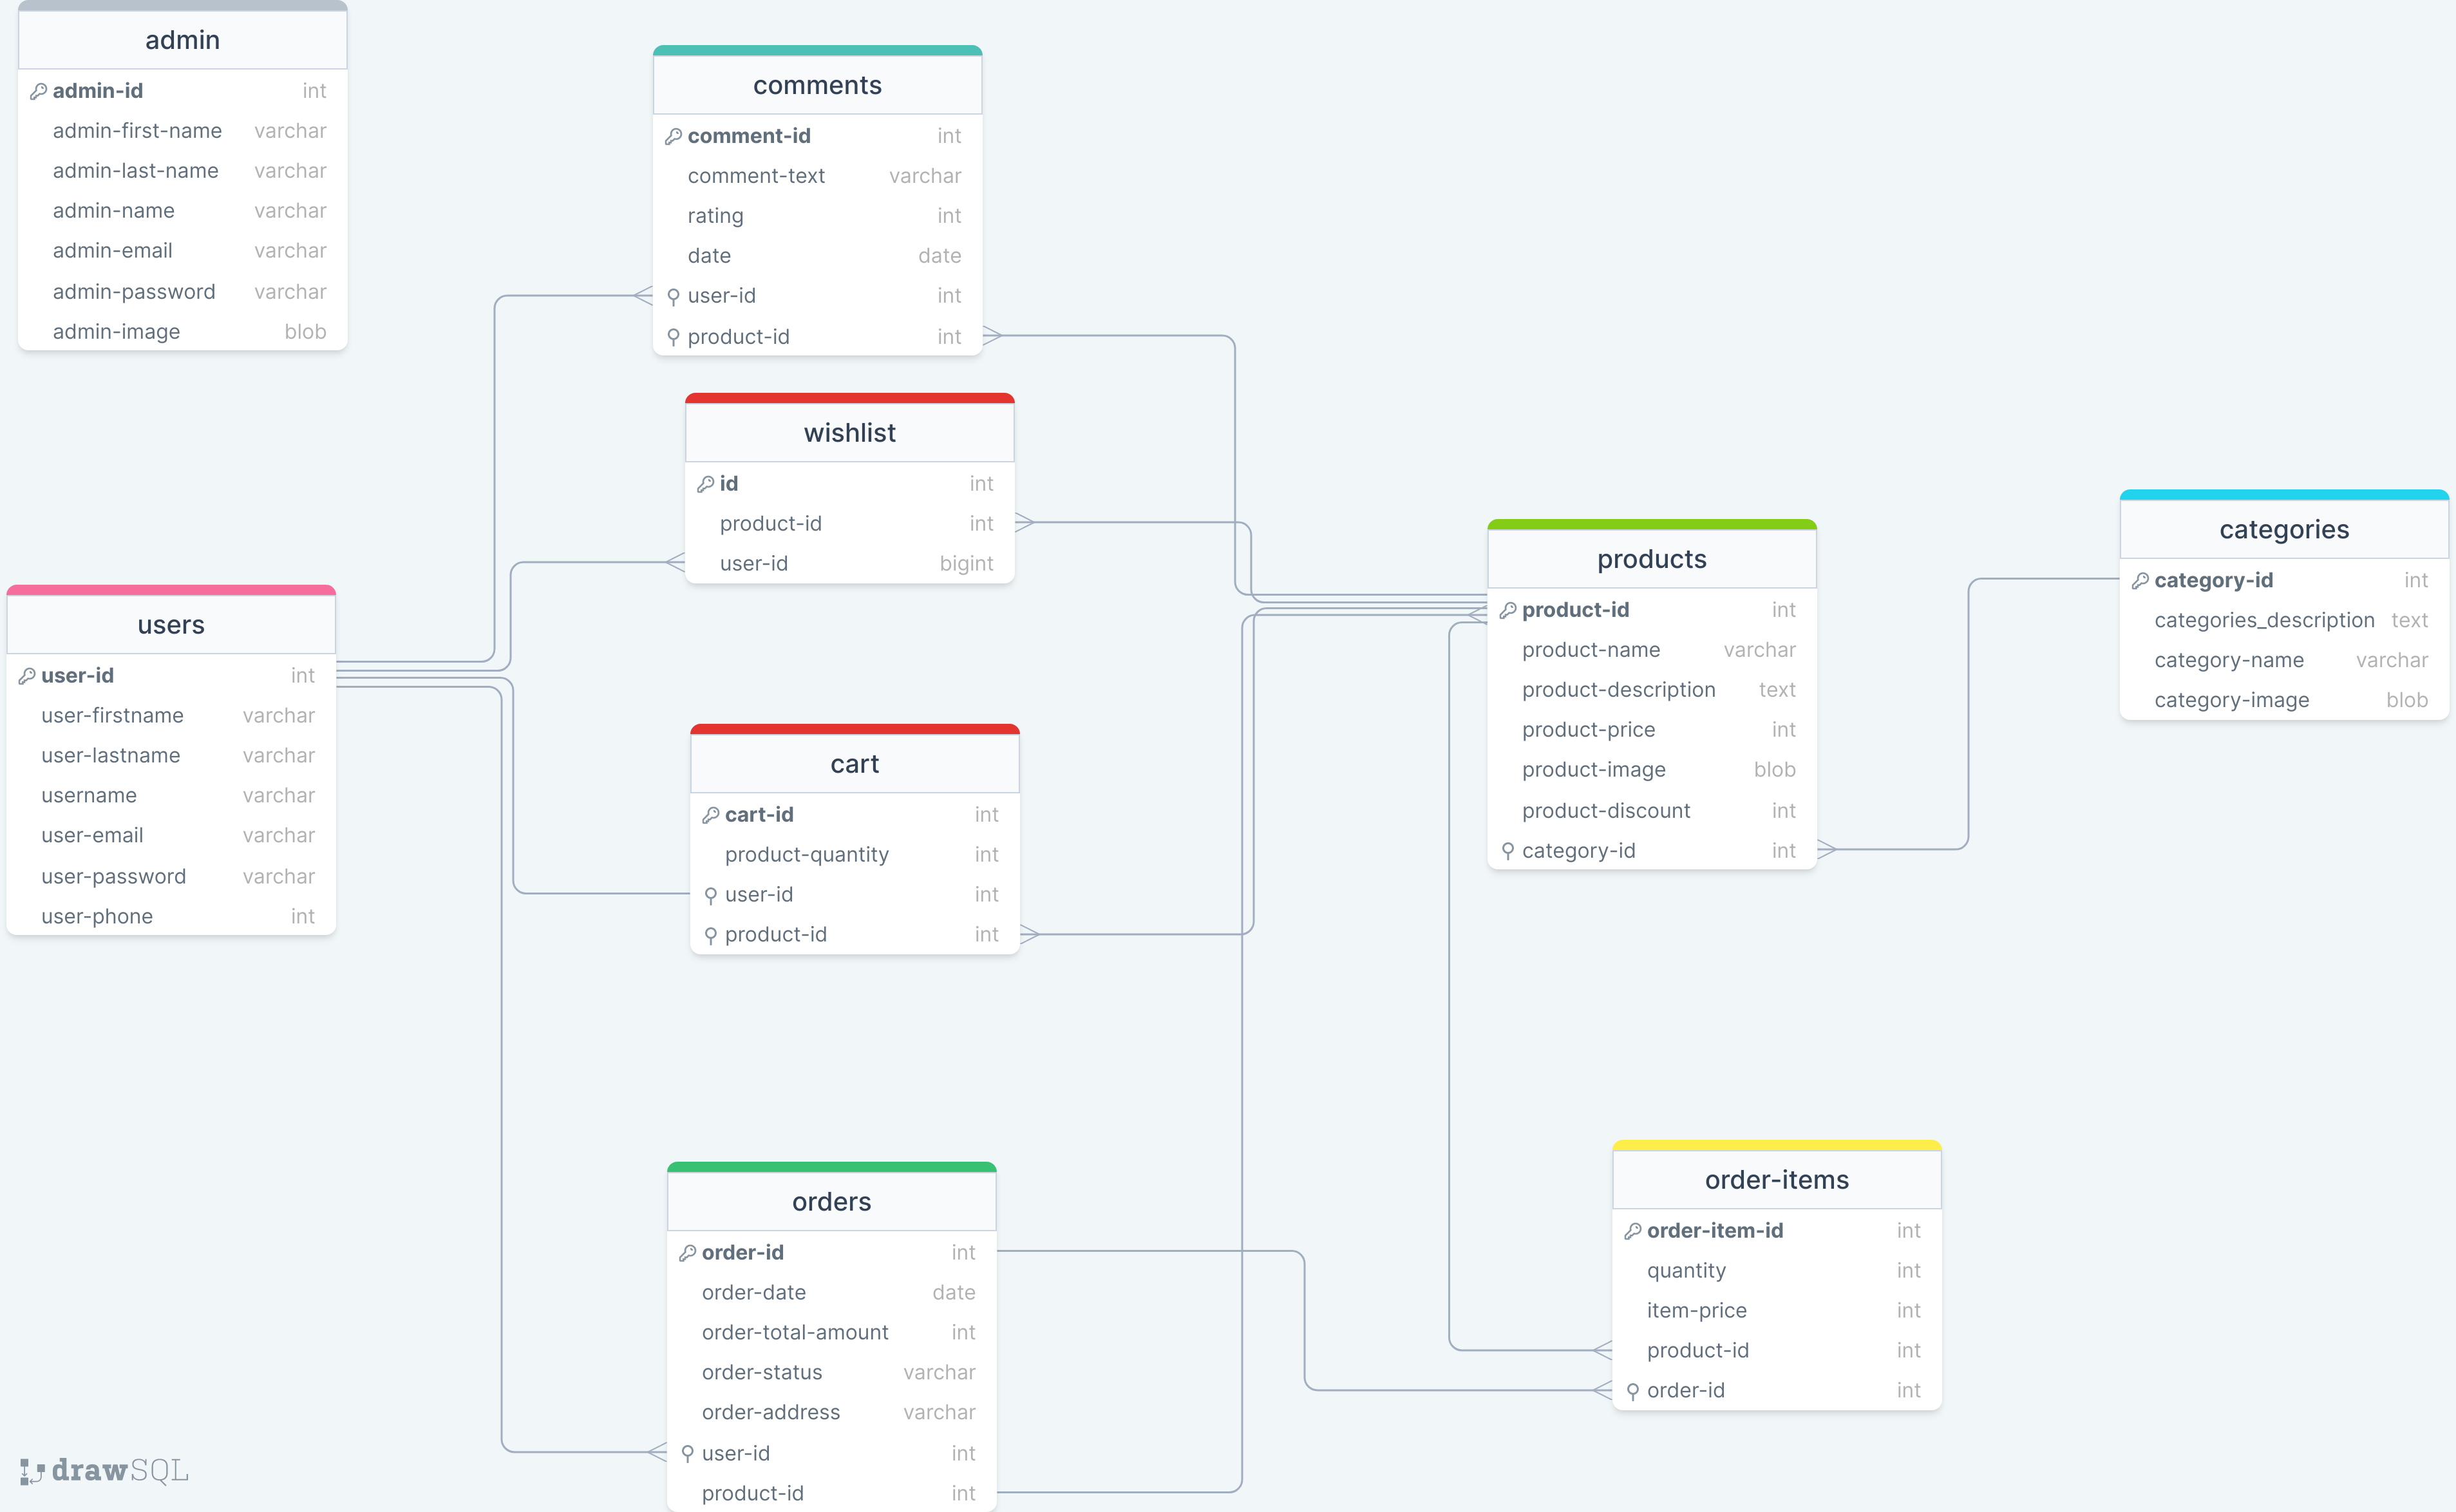 admin
admin-id int
admin-first-name varchar
admin-last-name varchar
admin-name varchar
admin-email varchar
admin-password varchar
admin-image blob
comments
comment-id int
comment-text varchar
rating int
date date
user-id int
product-id int
wishlist
id int
product-id int
user-id bigint
users
user-id int
user-firstname varchar
user-lastname varchar
username varchar
user-email varchar
user-password varchar
user-phone int
cart
cart-id int
product-quantity int
user-id int
product-id int
products
product-id int
product-name varchar
product-description text
product-price int
product-image blob
product-discount int
category-id int
categories
category-id int
categories_description text
category-name varchar
category-image blob
orders
order-id int
order-date date
order-total-amount int
order-status varchar
order-address varchar
user-id int
product-id int
order-items
order-item-id int
quantity int
item-price int
product-id int
order-id int
drawSQL